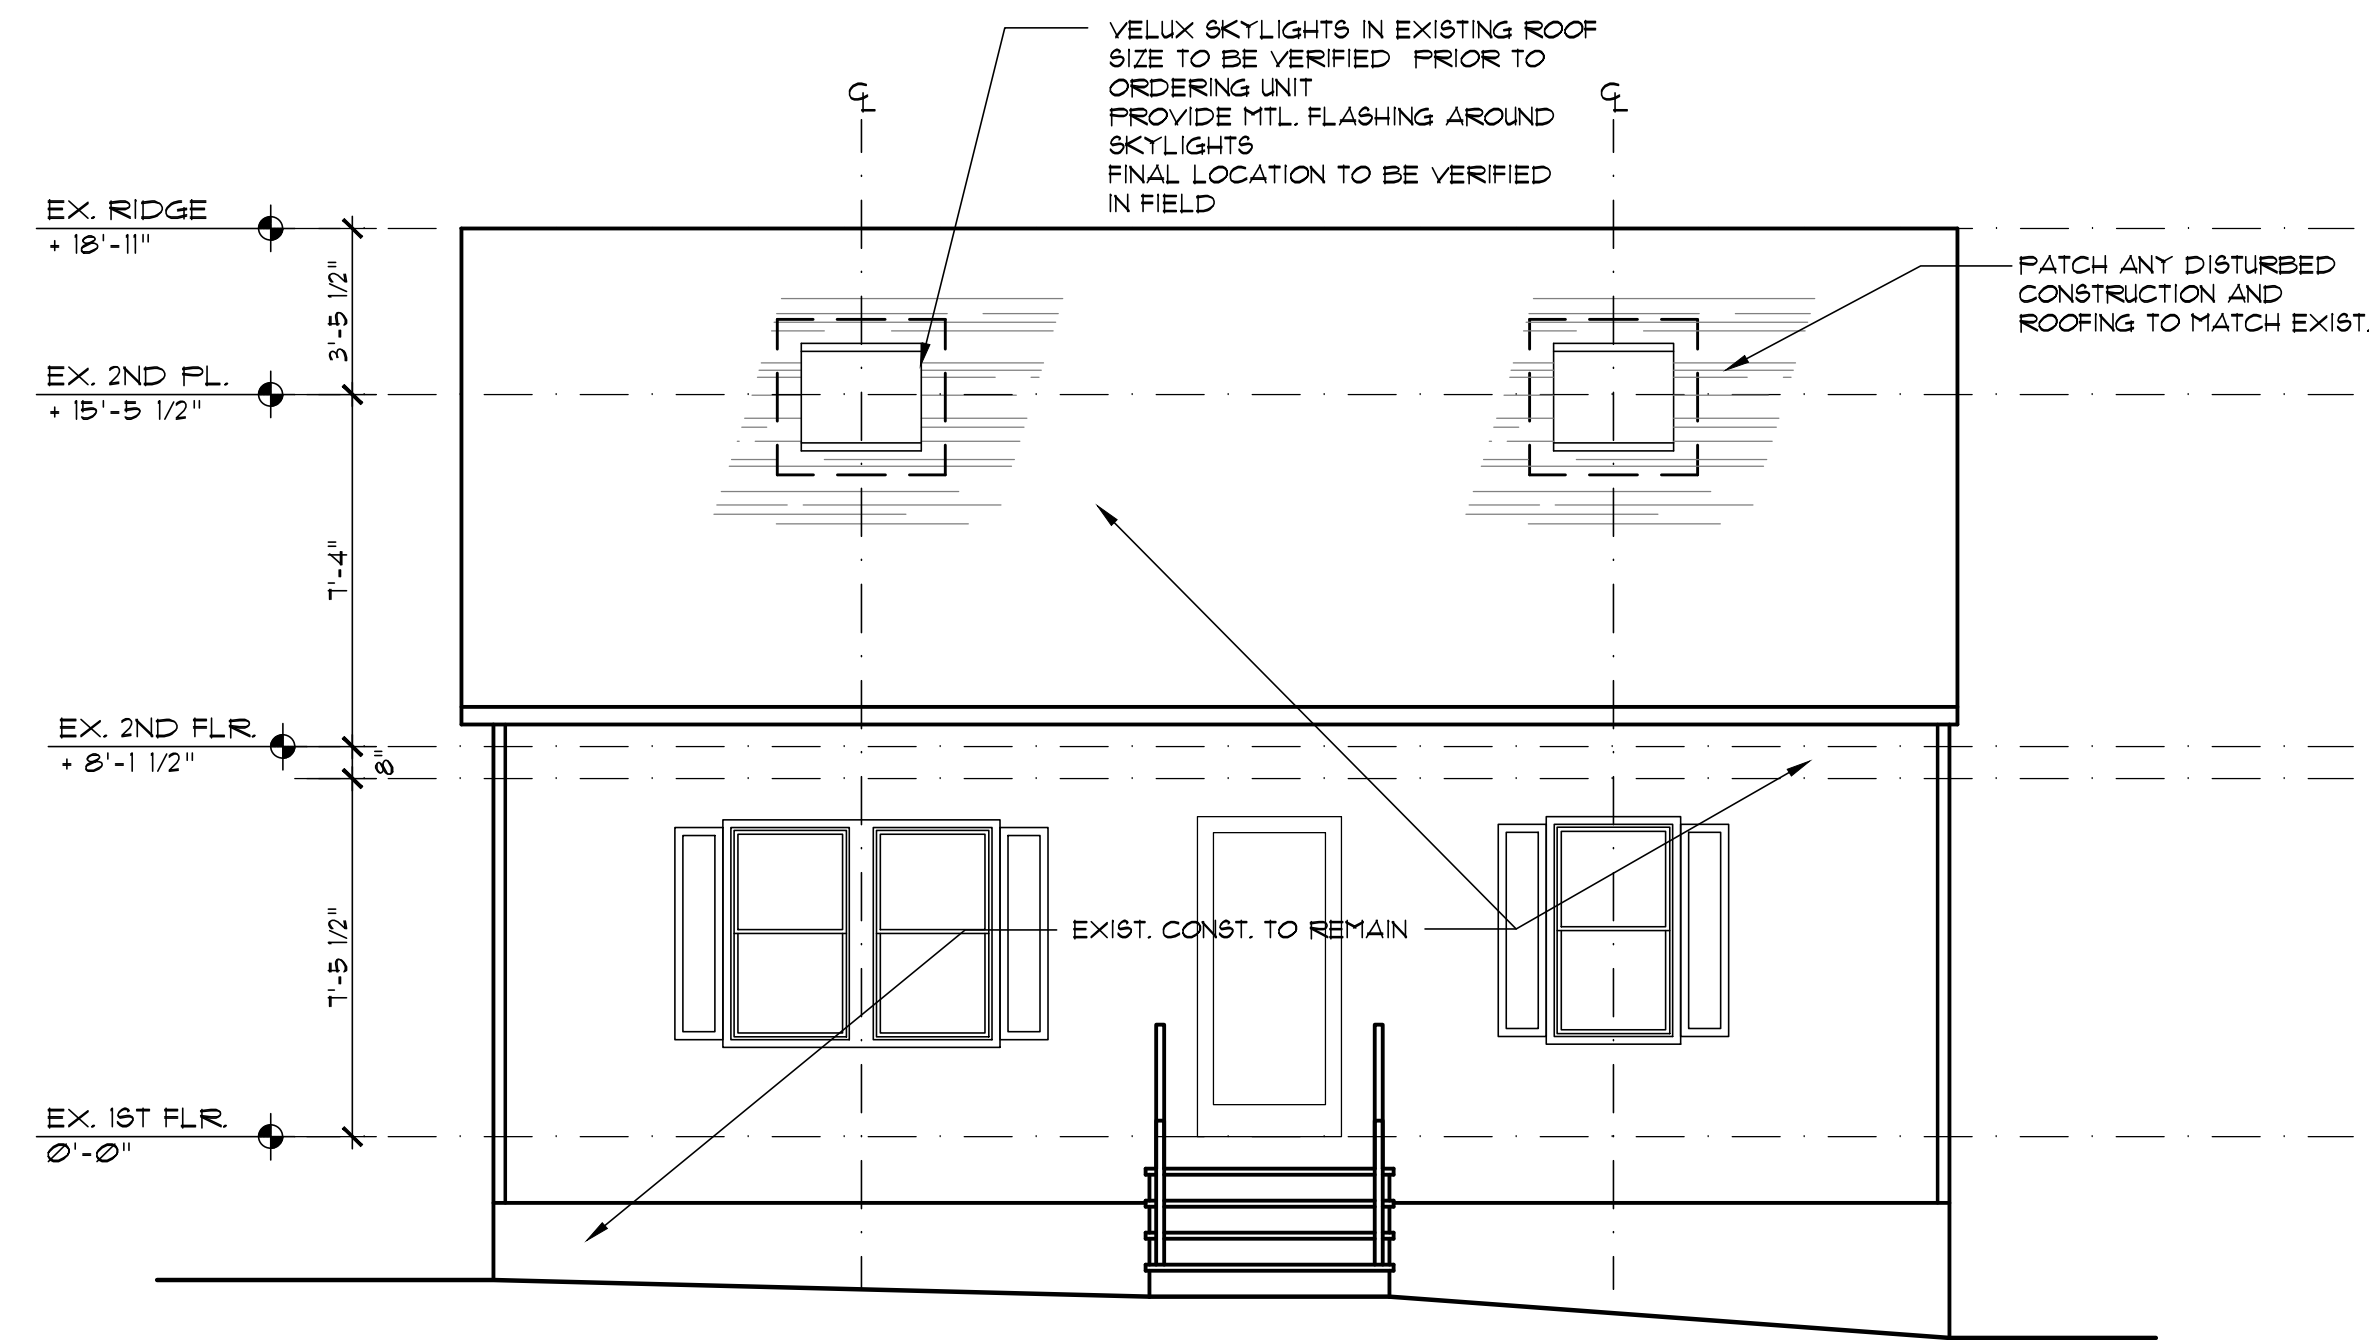 VELUX SKYLIGHTS IN EXISTING ROOF
SIZE TO BE VERIFIED PRIOR TO
ORDERING UNIT
PROVIDE MTL. FLASHING AROUND
SKYLIGHTS
FINAL LOCATION TO BE VERIFIED
IN FIELD
℄
℄
EX. RIDGE
+ 18'-11"
3'-5 1/2"
PATCH ANY DISTURBED
CONSTRUCTION AND
ROOFING TO MATCH EXIST.
EX. 2ND PL.
+ 15'-5 1/2"
7'-4"
EX. 2ND FLR.
+ 8'-1 1/2"
8"
7'-5 1/2"
EXIST. CONST. TO REMAIN
EX. 1ST FLR.
0'-0"